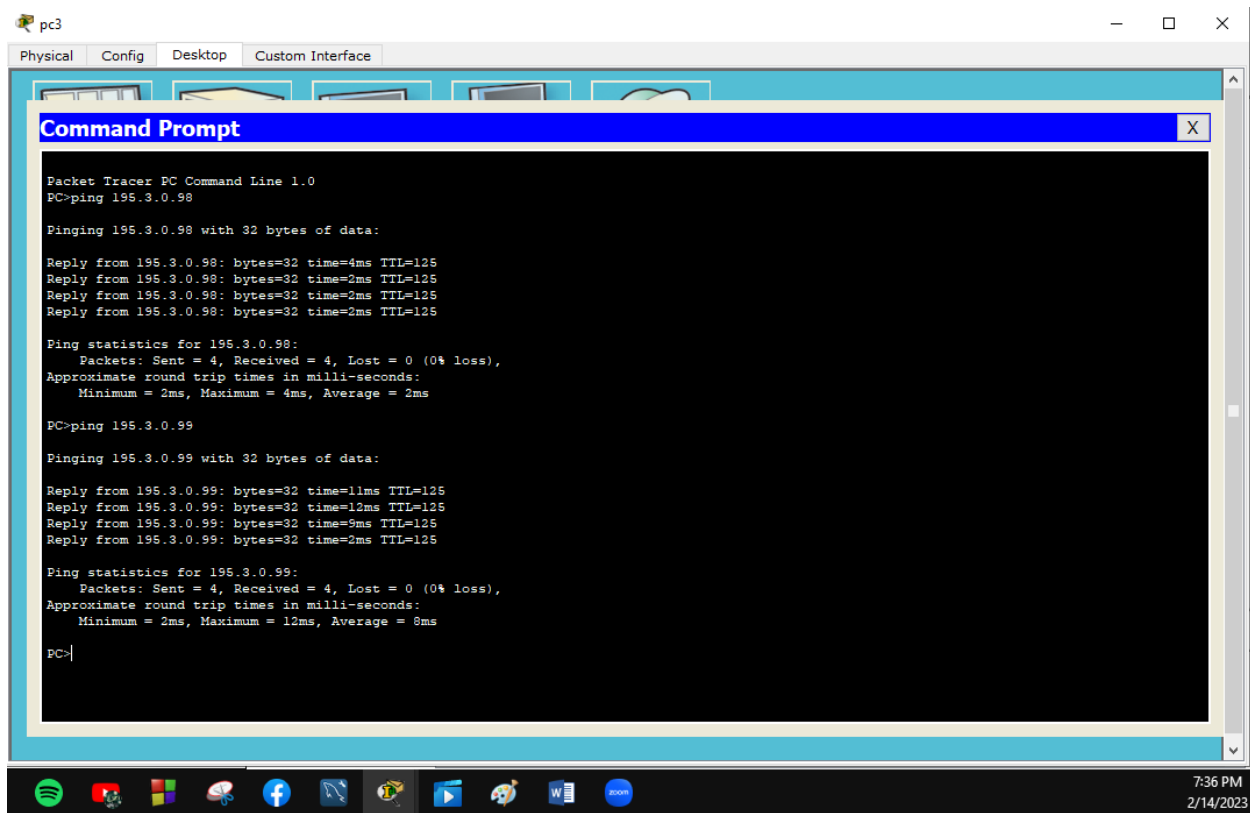 pc3
Physical Config Desktop Custom Interface
Command Prompt
X
Packet Tracer PC Command Line 1.0
PC>ping 195.3.0.98
Pinging 195.3.0.98 with 32 bytes of data:
Reply from 195.3.0.98: bytes=32 time=4ms TTL=125
Reply from 195.3.0.98: bytes=32 time=2ms TTL=125
Reply from 195.3.0.98: bytes=32 time=2ms TTL=125
Reply from 195.3.0.98: bytes=32 time=2ms TTL=125
Ping statistics for 195.3.0.98:
Packets: Sent = 4, Received = 4, Lost = 0 (0% loss),
Approximate round trip times in milli-seconds:
Minimum = 2ms, Maximum = 4ms, Average = 2ms
PC>ping 195.3.0.99
Pinging 195.3.0.99 with 32 bytes of data:
Reply from 195.3.0.99: bytes=32 time=11ms TTL=125
Reply from 195.3.0.99: bytes=32 time=12ms TTL=125
Reply from 195.3.0.99: bytes=32 time=9ms TTL=125
Reply from 195.3.0.99: bytes=32 time=2ms TTL=125
Ping statistics for 195.3.0.99:
Packets: Sent = 4, Received = 4, Lost = 0 (0% loss),
Approximate round trip times in milli-seconds:
Minimum = 2ms, Maximum = 12ms, Average = 8ms
PC>
W
zoom
7:36 PM
2/14/2023